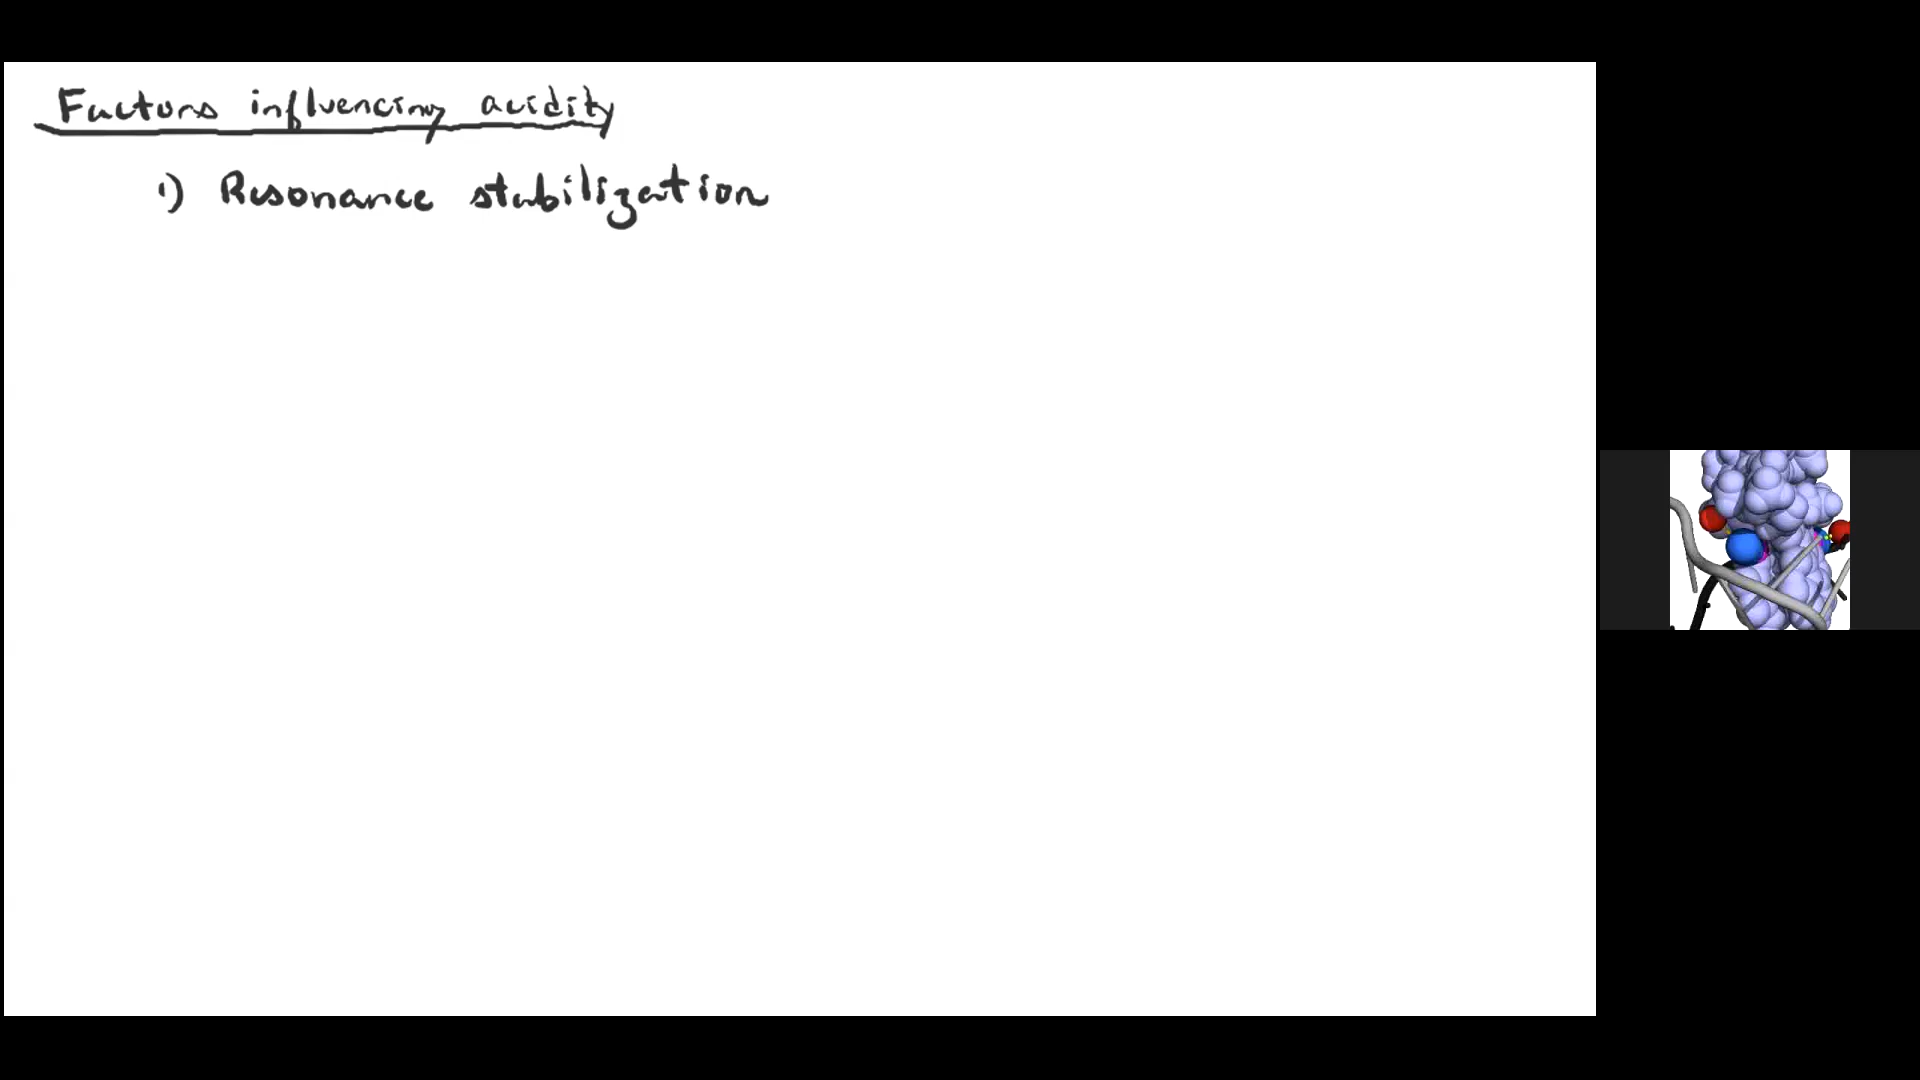 Factors influencing acidity
1) Resonance stabilization